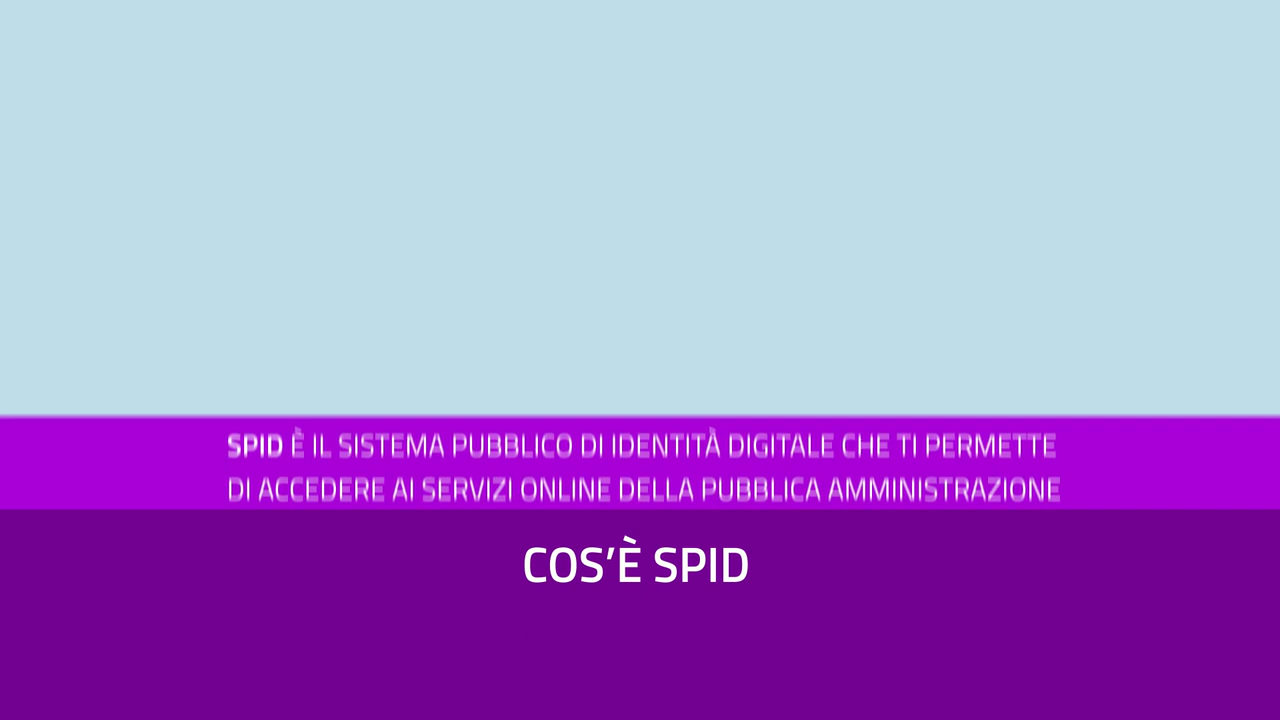 SPID È IL SISTEMA PUBBLICO DI IDENTITÀ DIGITALE CHE TI PERMETTE
DI ACCEDERE AI SERVIZI ONLINE DELLA PUBBLICA AMMINISTRAZIONE
COS’È SPID